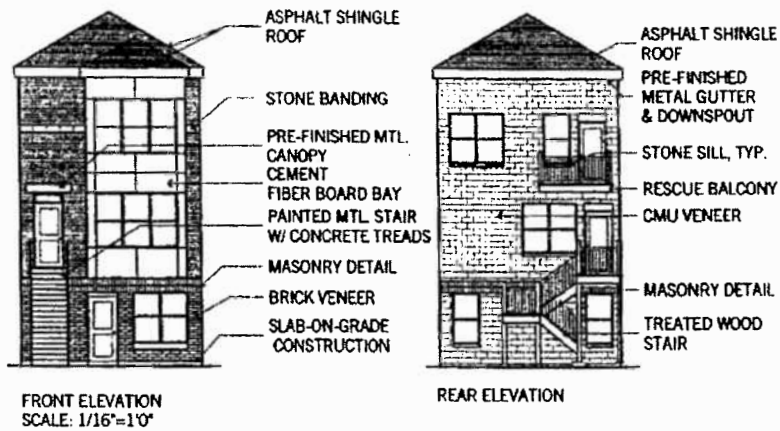 ASPHALT SHINGLE
ROOF
STONE BANDING
PRE-FINISHED MTL.
CANOPY
CEMENT
FIBER BOARD BAY
PAINTED MTL STAIR
W/ CONCRETE TREADS
MASONRY DETAIL
BRICK VENEER
SLAB-ON-GRADE
CONSTRUCTION
FRONT ELEVATION
SCALE: 1/16"=1'0"
ASPHALT SHINGLE
ROOF
PRE-FINISHED
METAL GUTTER
& DOWNSPOUT
STONE SILL, TYP.
RESCUE BALCONY
CMU VENEER
MASONRY DETAIL
TREATED WOOD
STAIR
REAR ELEVATION